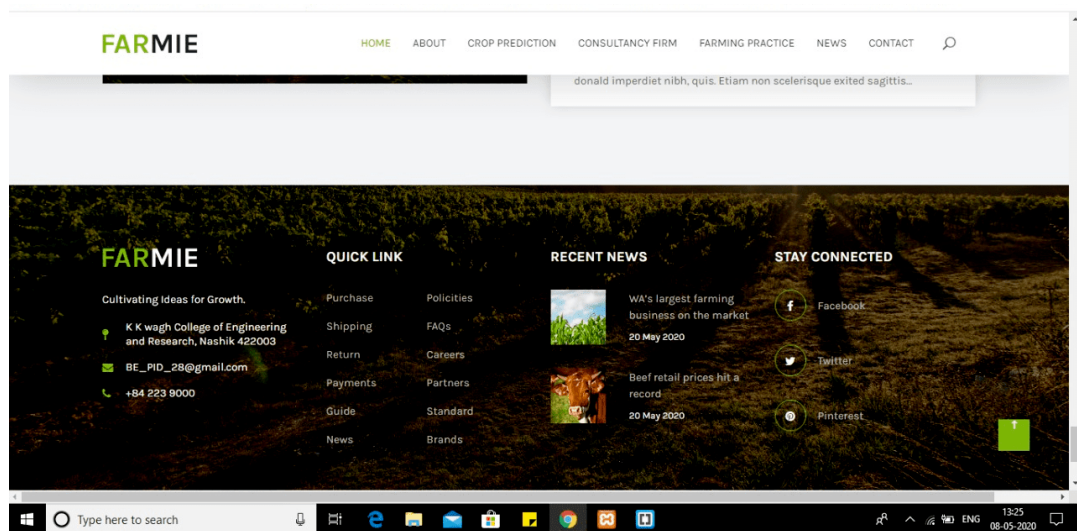 FARMIE
HOME ABOUT CROP PREDICTION CONSULTANCY FIRM FARMING PRACTICE NEWS CONTACT
donald imperdiet nibh, quis. Etiam non scelerisque exited sagittis...
FARMIE
Cultivating Ideas for Growth.
K K wagh College of Engineering
and Research, Nashik 422003
BE_PID_28@gmail.com
+84 223 9000
QUICK LINK
Purchase
Shipping
Return
Payments
Guide
News
Policities
FAQs
Careers
Partners
Standard
Brands
RECENT NEWS
WA's largest farming
business on the market
20 May 2020
Beef retail prices hit a
record
20 May 2020
STAY CONNECTED
Facebook
Twitter
Pinterest
Type here to search
ENG
13:25
08-05-2020